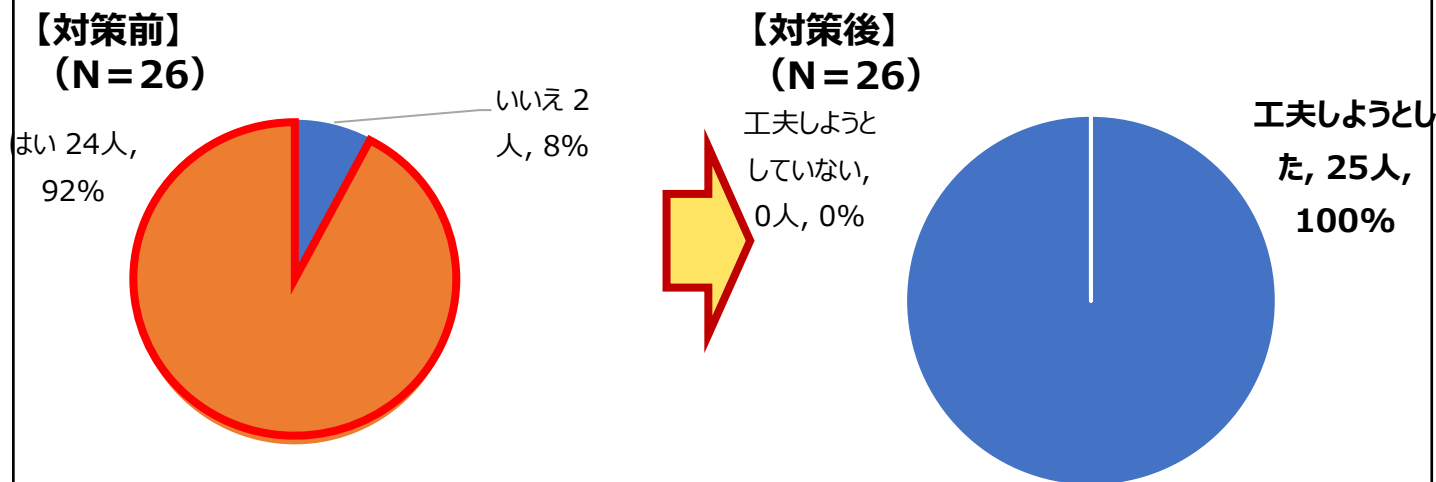 【対策前】
（N＝26）
いいえ 2
人, 8%
はい 24人,
92%
【対策後】
（N＝26）
工夫しようと
していない,
0人, 0%
工夫しようとし
た, 25人,
100%